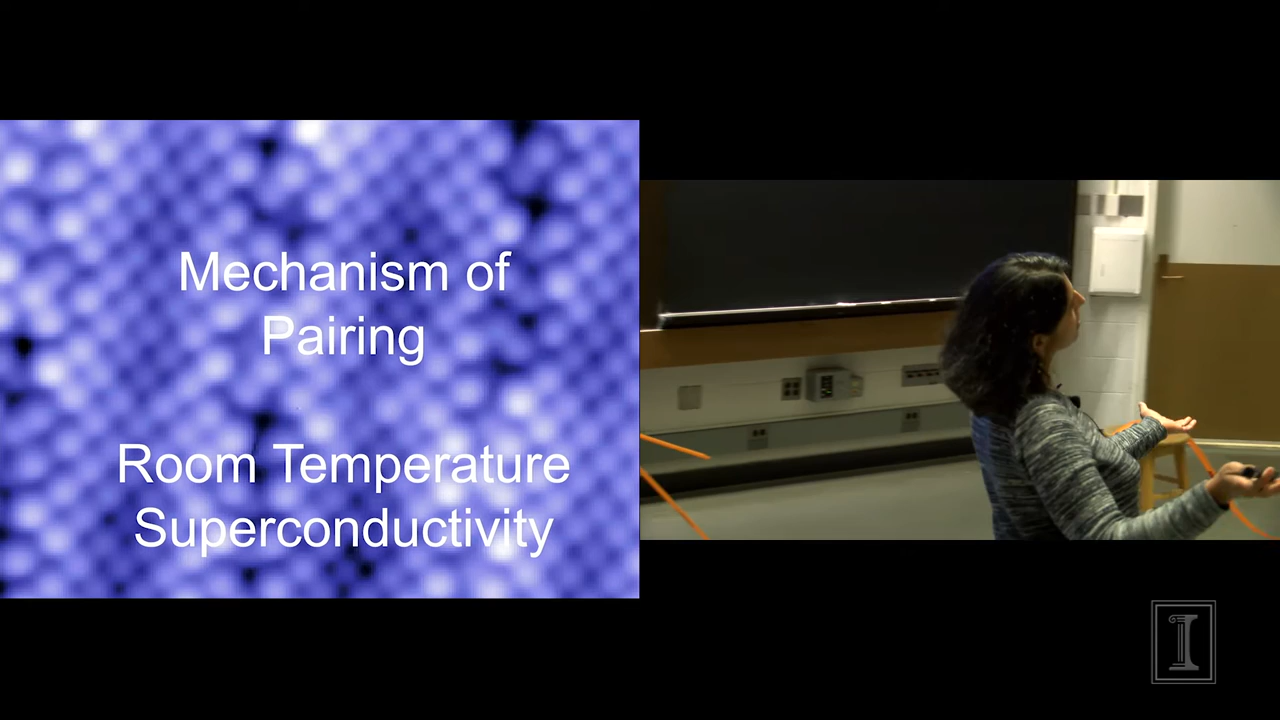 Mechanism of
Pairing
Room Temperature
Superconductivity